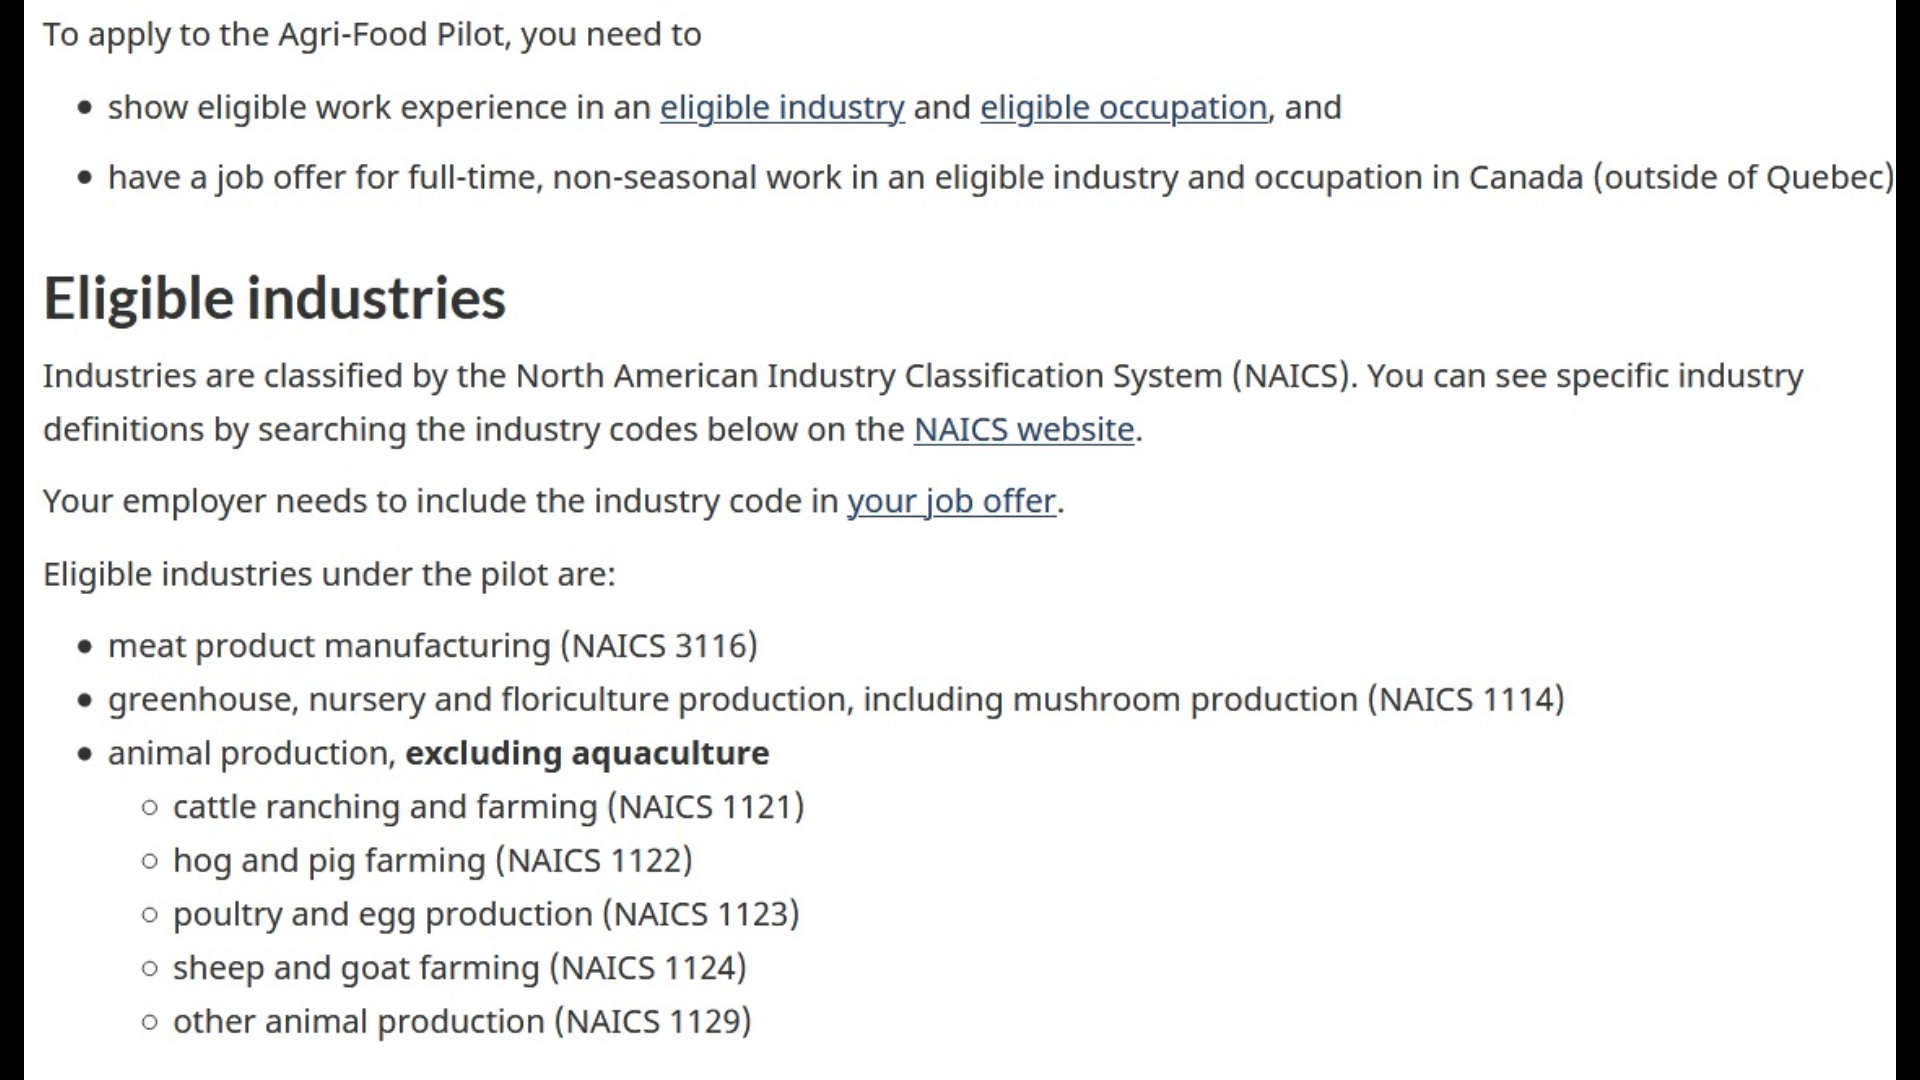 To apply to the Agri-Food Pilot, you need to
• show eligible work experience in an eligible industry and eligible occupation, and
• have a job offer for full-time, non-seasonal work in an eligible industry and occupation in Canada (outside of Quebec)
Eligible industries
Industries are classified by the North American Industry Classification System (NAICS). You can see specific industry
definitions by searching the industry codes below on the NAICS website.
Your employer needs to include the industry code in your job offer.
Eligible industries under the pilot are:
• meat product manufacturing (NAICS 3116)
• greenhouse, nursery and floriculture production, including mushroom production (NAICS 1114)
• animal production, excluding aquaculture
○ cattle ranching and farming (NAICS 1121)
○ hog and pig farming (NAICS 1122)
○ poultry and egg production (NAICS 1123)
○ sheep and goat farming (NAICS 1124)
○ other animal production (NAICS 1129)